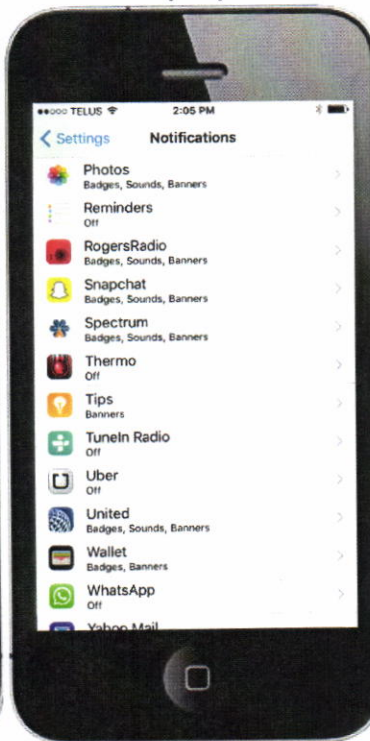 TELUS 2:05 PM
Settings Notifications
Photos
Badges, Sounds, Banners
Reminders
Off
RogersRadio
Badges, Sounds, Banners
Snapchat
Badges, Sounds, Banners
Spectrum
Badges, Sounds, Banners
Thermo
Off
Tips
Banners
TuneIn Radio
Off
Uber
Off
United
Badges, Sounds, Banners
Wallet
Badges, Banners
WhatsApp
Off
Yahoo Mail